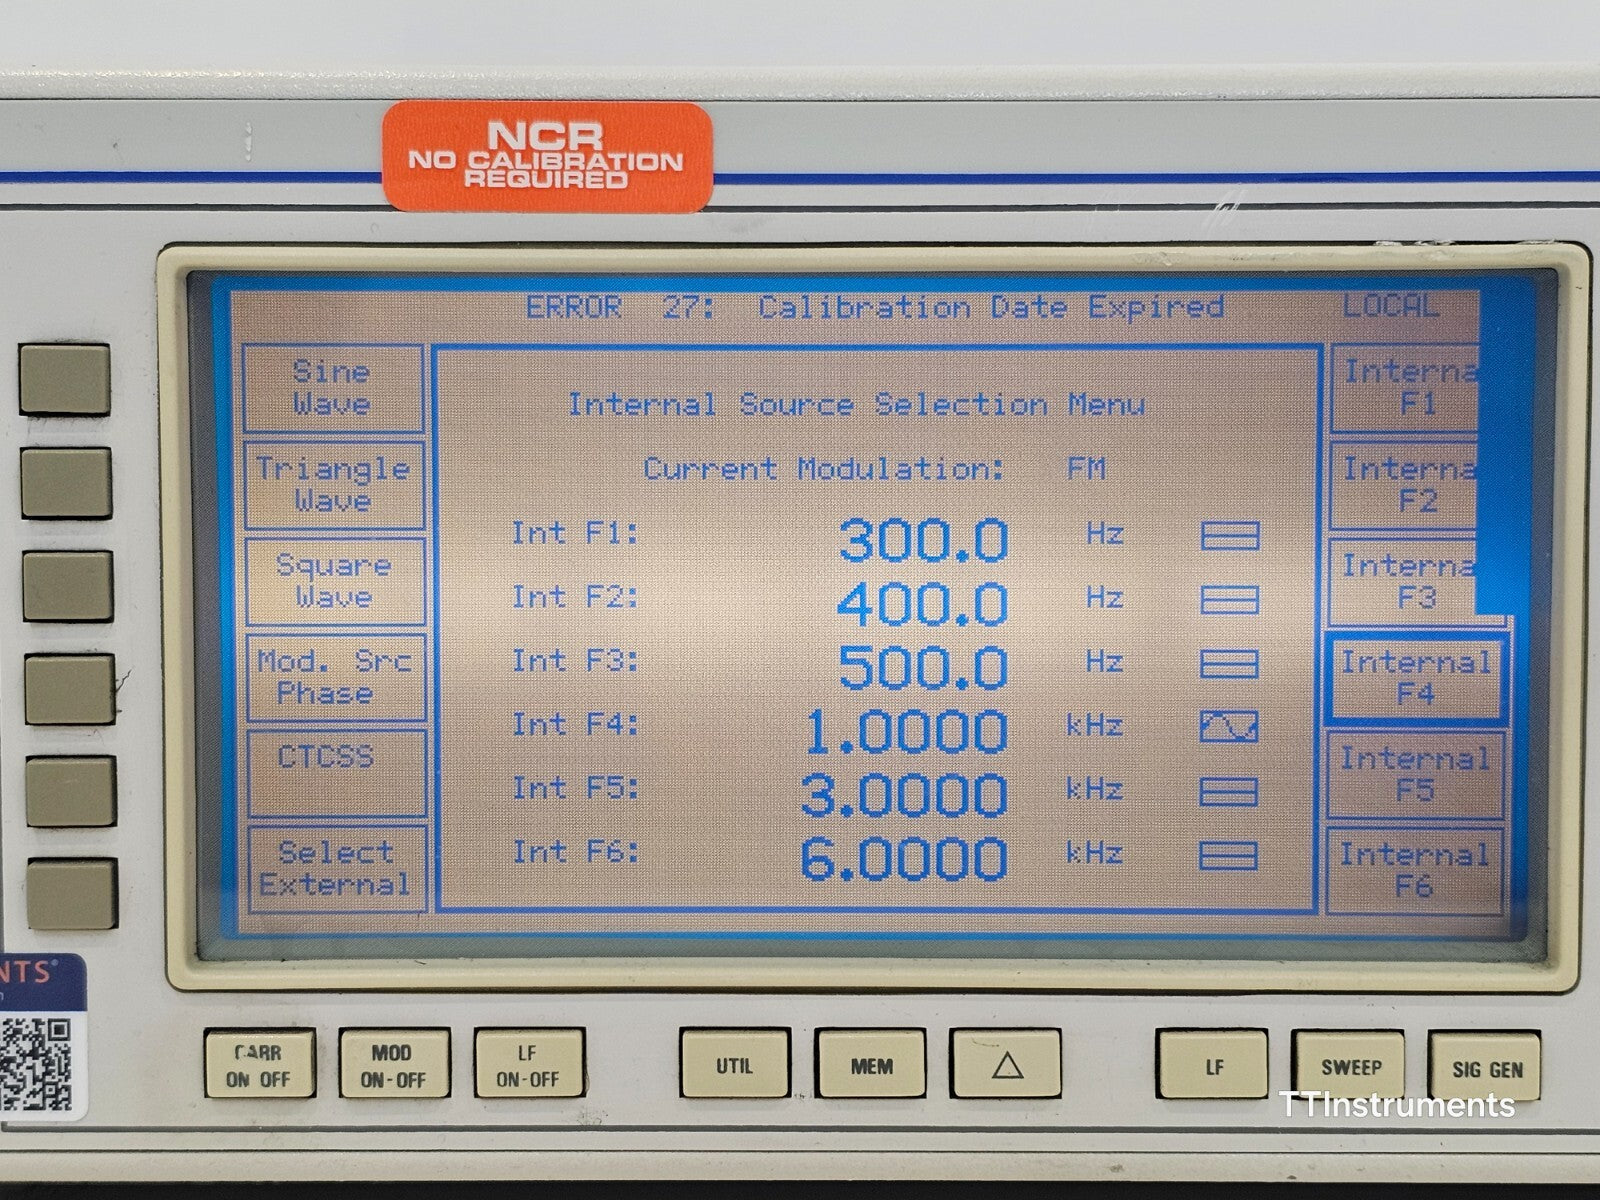 NCR
NO CALIBRATION
REQUIRED
ERROR 27: Calibration Date Expired LOCAL
Sine
Wave
Triangle
Wave
Square
Wave
Mod. Src
Phase
CTCSS
Select
External
Internal Source Selection Menu
Current Modulation: FM
Int F1: 300.0 Hz
Int F2: 400.0 Hz
Int F3: 500.0 Hz
Int F4: 1.0000 kHz
Int F5: 3.0000 kHz
Int F6: 6.0000 kHz
Interna
F1
Interna
F2
Interna
F3
Internal
F4
Internal
F5
Internal
F6
NTS
CARR
ON OFF
MOD
ON-OFF
LF
ON-OFF
UTIL
MEM
LF
SWEEP
SIG GEN
TTInstruments